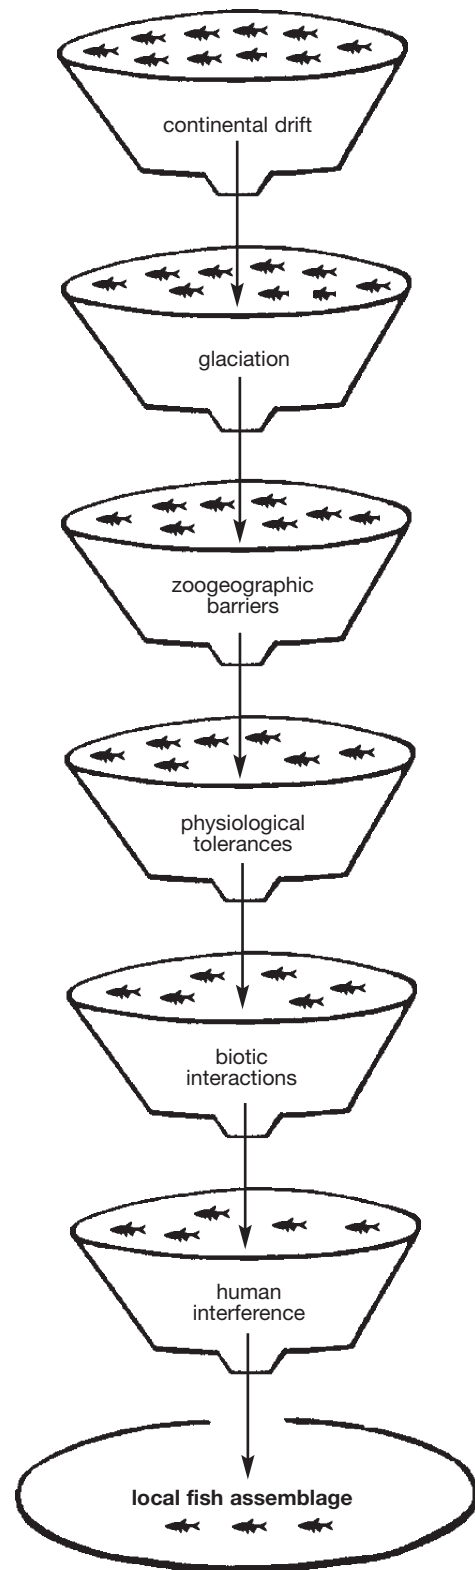 continental drift
glaciation
zoogeographic
barriers
physiological
tolerances
biotic
interactions
human
interference
local fish assemblage